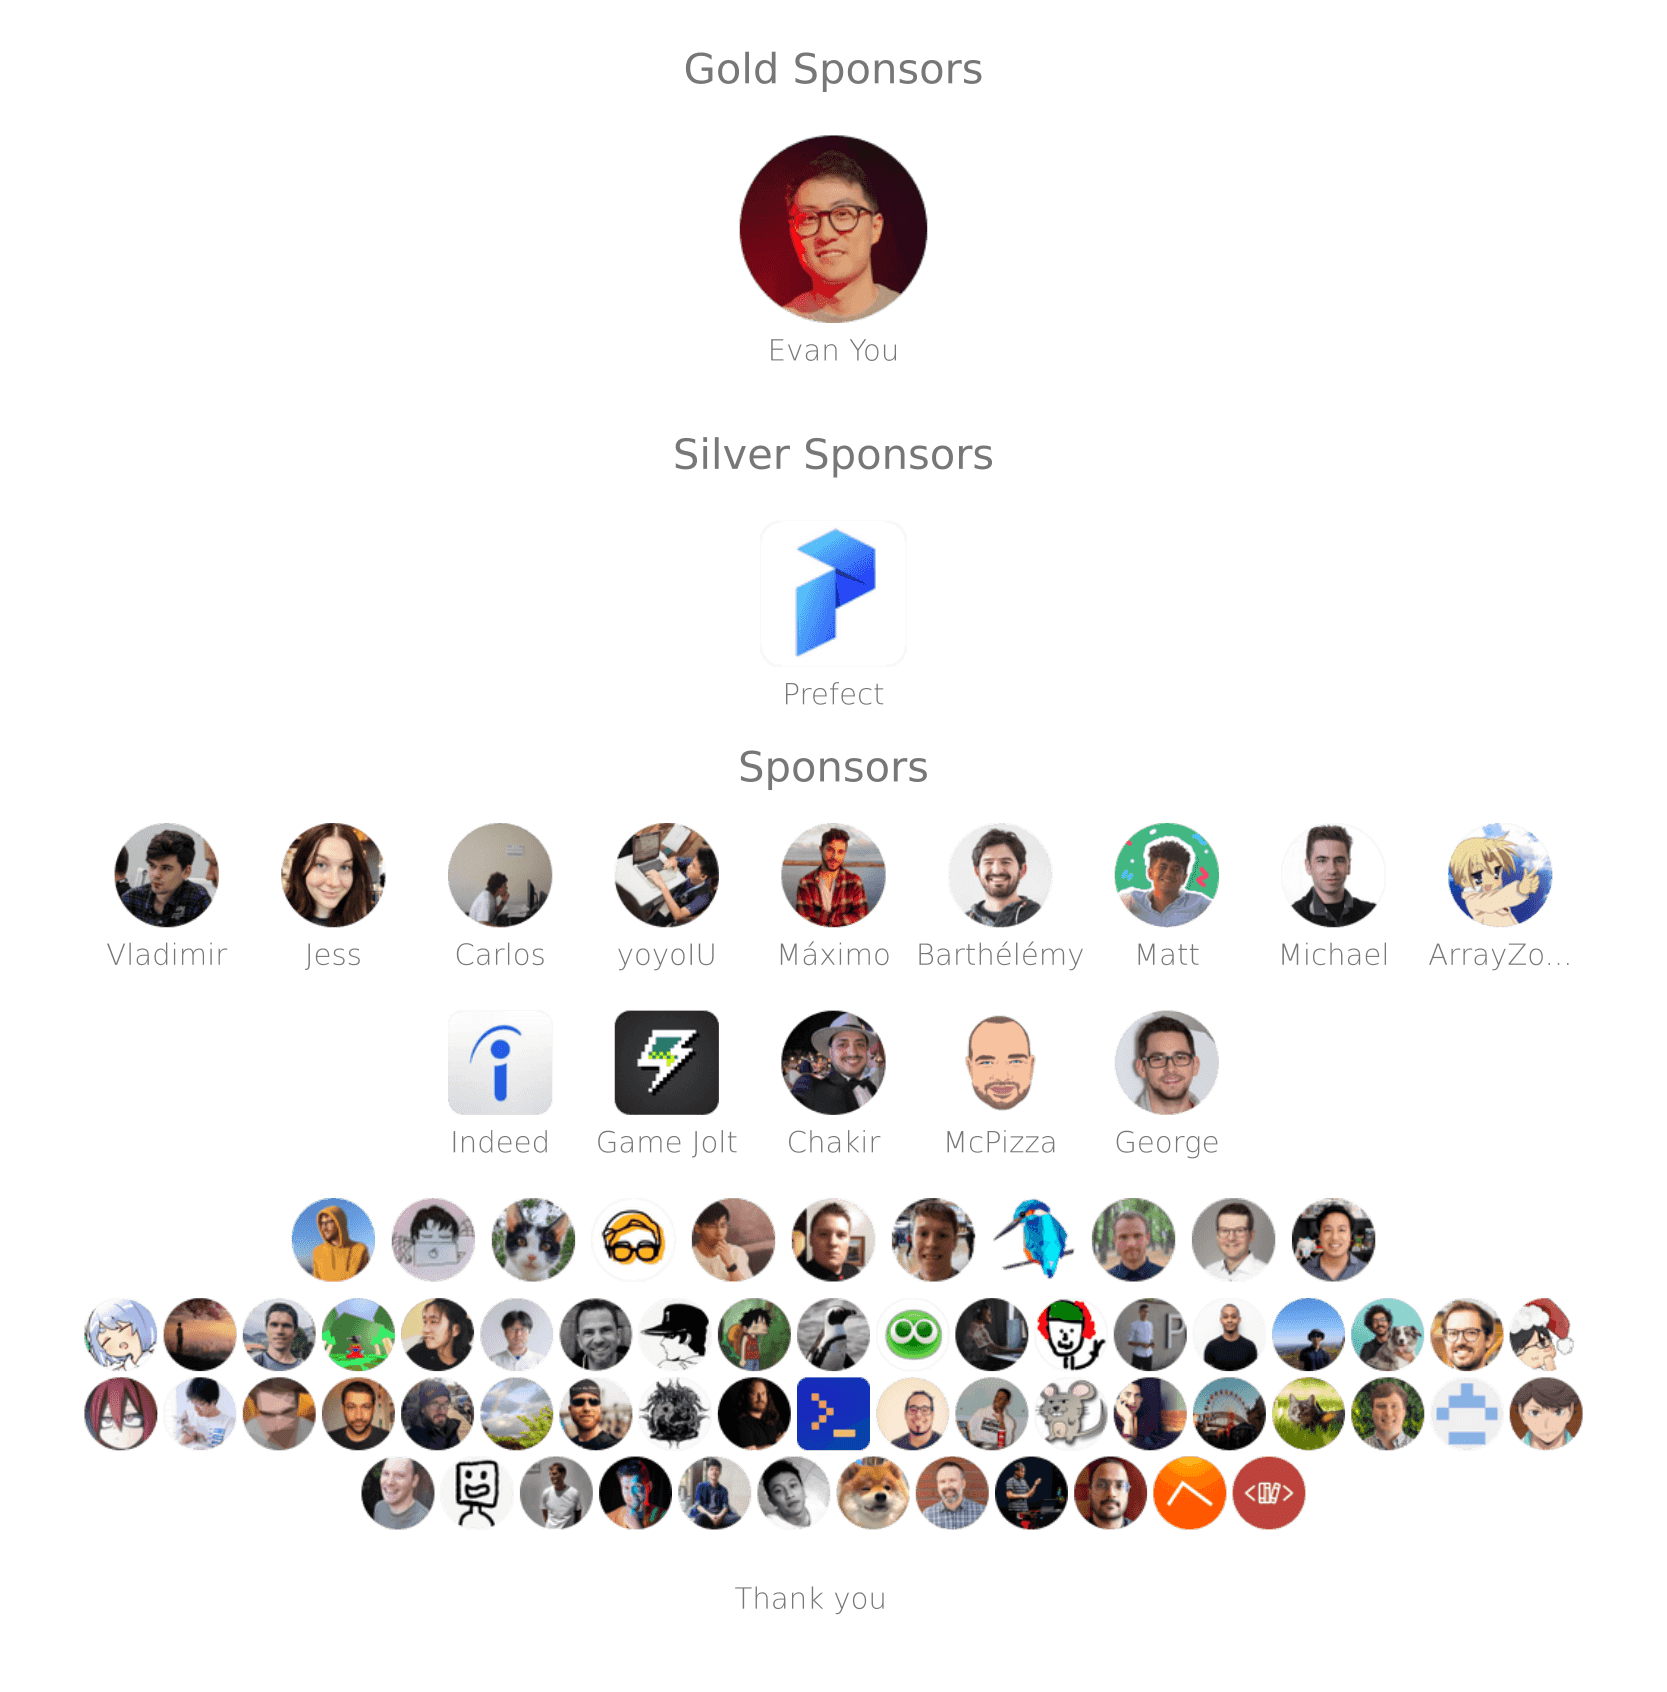 Gold Sponsors
Evan You
Silver Sponsors
Prefect
Sponsors
Vladimir Jess Carlos yoyoIU Máximo Barthélémy Matt Michael ArrayZo...
Indeed Game Jolt Chakir McPizza George
Thank you